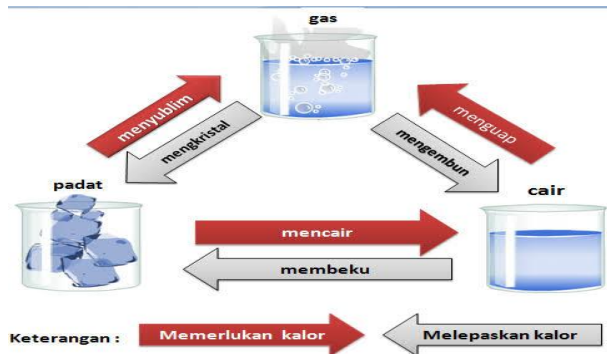 gas
menyublim
mengkristal
menguap
mengembun
padat
cair
mencair
membeku
Keterangan : Memerlukan kalor Melepaskan kalor